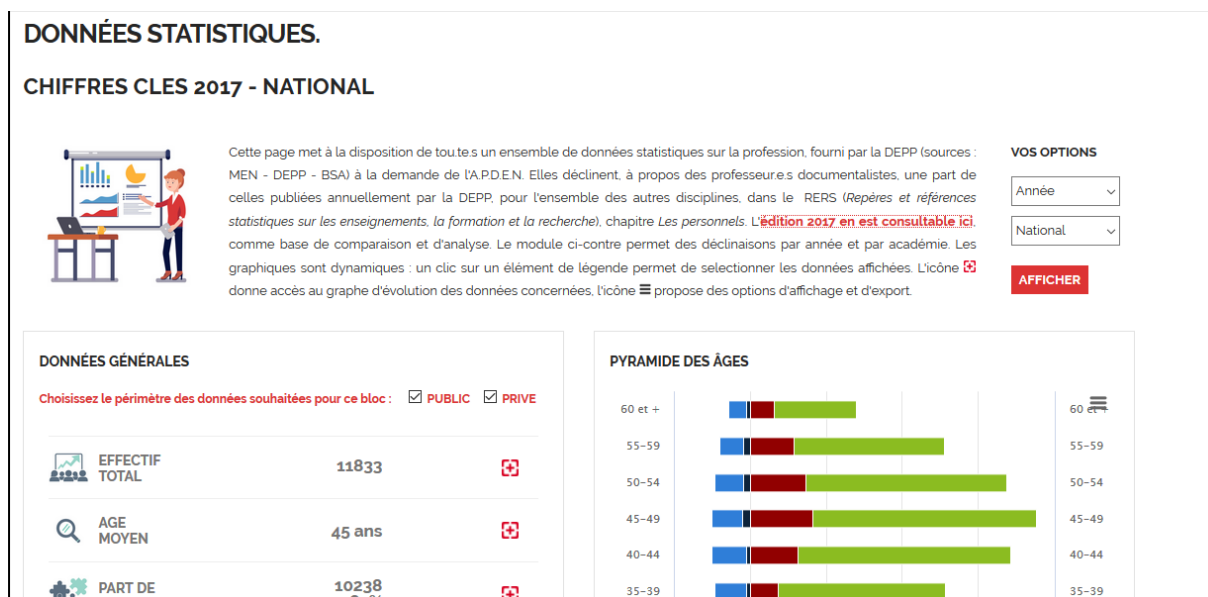 DONNÉES STATISTIQUES.
CHIFFRES CLES 2017 - NATIONAL
Cette page met à la disposition de tou.te.s un ensemble de données statistiques sur la profession, fourni par la DEPP (sources :
MEN - DEPP - BSA) à la demande de l'A.P.D.E.N. Elles déclinent, à propos des professeur.e.s documentalistes, une part de
celles publiées annuellement par la DEPP, pour l'ensemble des autres disciplines, dans le RERS (Repères et références
statistiques sur les enseignements, la formation et la recherche), chapitre Les personnels. L'édition 2017 en est consultable ici,
comme base de comparaison et d'analyse. Le module ci-contre permet des déclinaisons par année et par académie. Les
graphiques sont dynamiques : un clic sur un élément de légende permet de selectionner les données affichées. L'icône
donne accès au graphe d'évolution des données concernées, l'icône propose des options d'affichage et d'export.
VOS OPTIONS
Année
National
AFFICHER
DONNÉES GÉNÉRALES
Choisissez le périmètre des données souhaitées pour ce bloc : PUBLIC PRIVE
EFFECTIF
TOTAL
11833
AGE
MOYEN
45 ans
PART DE
10238
PYRAMIDE DES ÂGES
60 et + 60 et +
55-59 55-59
50-54 50-54
45-49 45-49
40-44 40-44
35-39 35-39